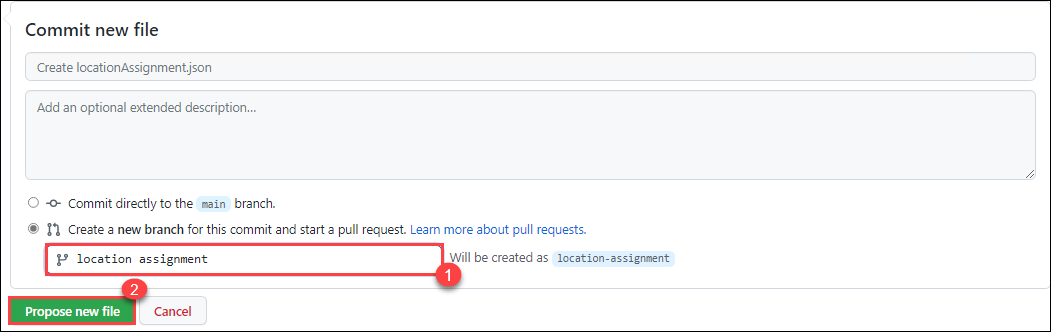 Commit new file
Create locationAssignment.json
Add an optional extended description...
Commit directly to the main branch.
Create a new branch for this commit and start a pull request. Learn more about pull requests.
location assignment Will be created as location-assignment
1
2
Propose new file Cancel